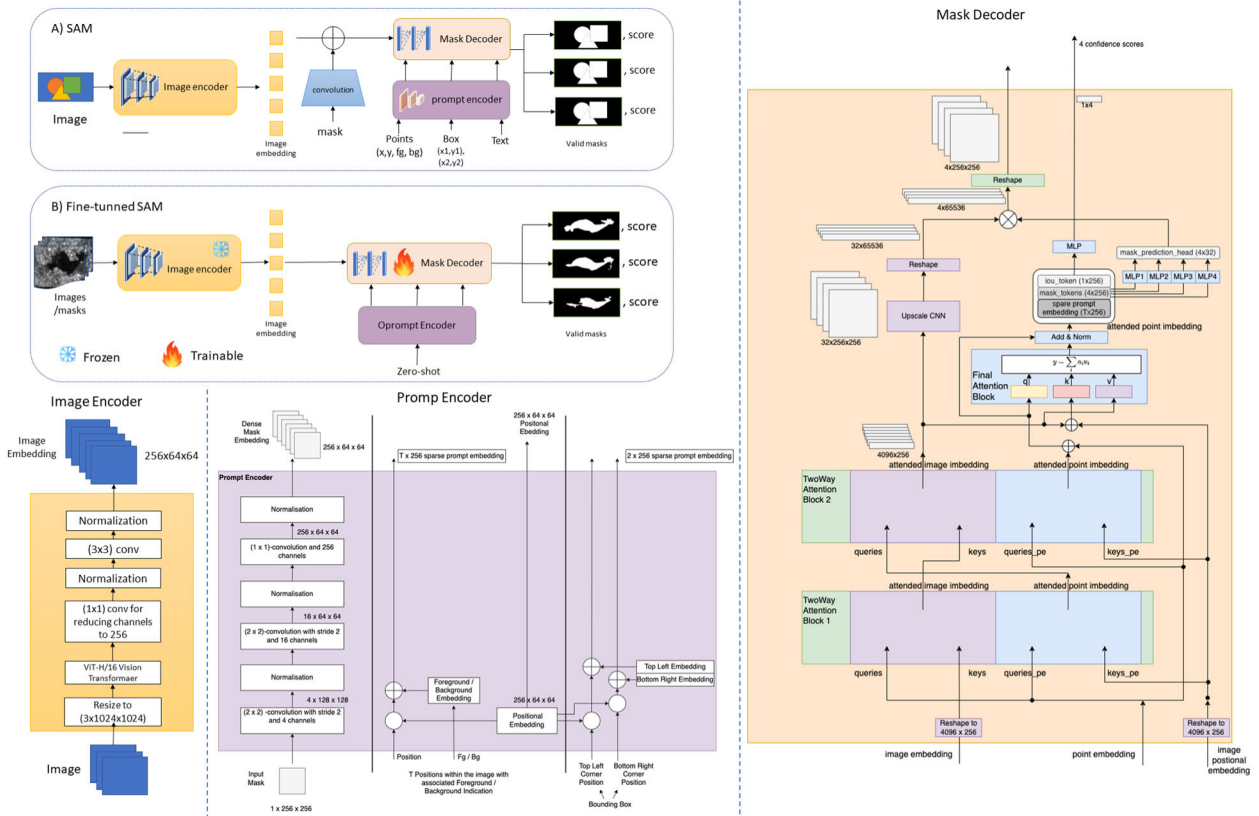 A) SAM
Image
Image encoder
Image
embedding
convolution
mask
Mask Decoder
prompt encoder
Points
(x,y, fg, bg)
Box
(x1,y1),
(x2,y2)
Text
, score
, score
, score
Valid masks
B) Fine-tunned SAM
Images
/masks
Image encoder
Image
embedding
Mask Decoder
Oprompt Encoder
Zero-shot
, score
, score
, score
Valid masks
Frozen
Trainable
Image Encoder
Image
Embedding
256x64x64
Normalization
(3x3) conv
Normalization
(1x1) conv for
reducing channels
to 256
ViT-H/16 Vision
Transformaer
Resize to
(3x1024x1024)
Image
Promp Encoder
Dense
Mask
Embedding
256 x 64 x 64
T x 256 sparse prompt embedding
256 x 64 x 64
Positonal
Ebedding
2 x 256 sparse prompt embedding
Prompt Encoder
Normalisation
256 x 64 x 64
(1 x 1)-convolution and 256
channels
Normalisation
16 x 64 x 64
(2 x 2)-convolution with stride 2
and 16 channels
Normalisation
4 x 128 x 128
(2 x 2) -convolution with stride 2
and 4 channels
Input
Mask
1 x 256 x 256
Foreground /
Background
Embedding
256 x 64 x 64
Positional
Embedding
Top Left Embedding
Bottom Right Embedding
Position
Fg / Bg
T Positions within the image with
associated Foreground /
Background Indication
Top Left
Corner
Position
Bottom Right
Corner
Position
Bounding Box
Mask Decoder
4 confidence scores
1x4
4x256x256
Reshape
4x65536
32x65536
Reshape
MLP
mask_prediction_head (4x32)
MLP1
MLP2
MLP3
MLP4
iou_token (1x256)
mask_tokens (4x256)
spare prompt
embedding (Tx256)
attended point imbedding
Upscale CNN
32x256x256
Add & Norm
Final
Attention
Block
y = ∑ aᵢvᵢ
q
k
v
4096x256
attended image imbedding
attended point imbedding
TwoWay
Attention
Block 2
queries
keys
queries_pe
keys_pe
attended image imbedding
attended point imbedding
TwoWay
Attention
Block 1
queries
keys
queries_pe
keys_pe
Reshape to
4096 x 256
Reshape to
4096 x 256
image embedding
point embedding
image
postional
embedding